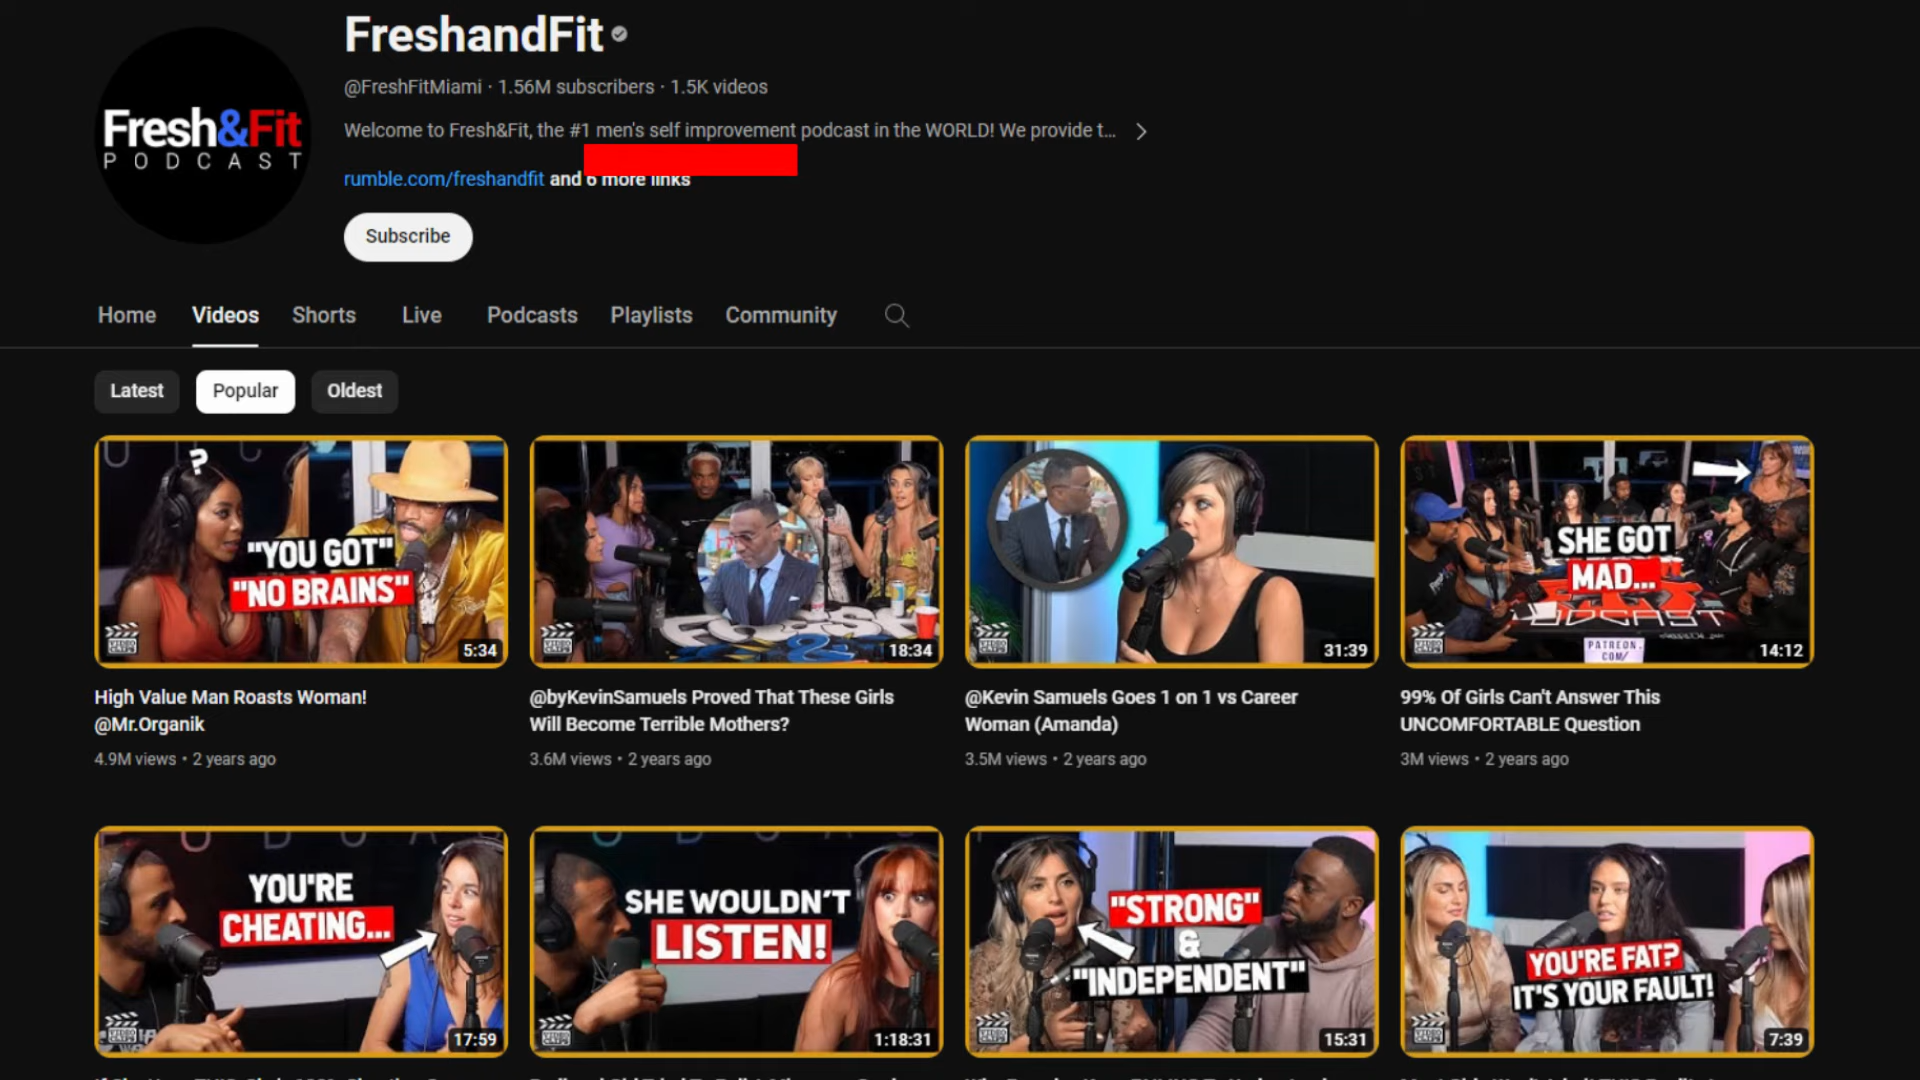 FreshandFit
@FreshFitMiami · 1.56M subscribers · 1.5K videos
Fresh&Fit
PODCAST
Welcome to Fresh&Fit, the #1 men's self improvement podcast in the WORLD! We provide t...
rumble.com/freshandfit and 6 more links
Subscribe
Home Videos Shorts Live Podcasts Playlists Community
Latest Popular Oldest
?
"YOU GOT"
"NO BRAINS"
5:34
18:34
31:39
SHE GOT
MAD...
PATREON.
COM/
14:12
High Value Man Roasts Woman!
@Mr.Organik
4.9M views • 2 years ago
@byKevinSamuels Proved That These Girls
Will Become Terrible Mothers?
3.6M views • 2 years ago
@Kevin Samuels Goes 1 on 1 vs Career
Woman (Amanda)
3.5M views • 2 years ago
99% Of Girls Can't Answer This
UNCOMFORTABLE Question
3M views • 2 years ago
YOU'RE
CHEATING...
17:59
SHE WOULDN'T
LISTEN!
1:18:31
"STRONG"
&
"INDEPENDENT"
15:31
YOU'RE FAT?
IT'S YOUR FAULT!
7:39